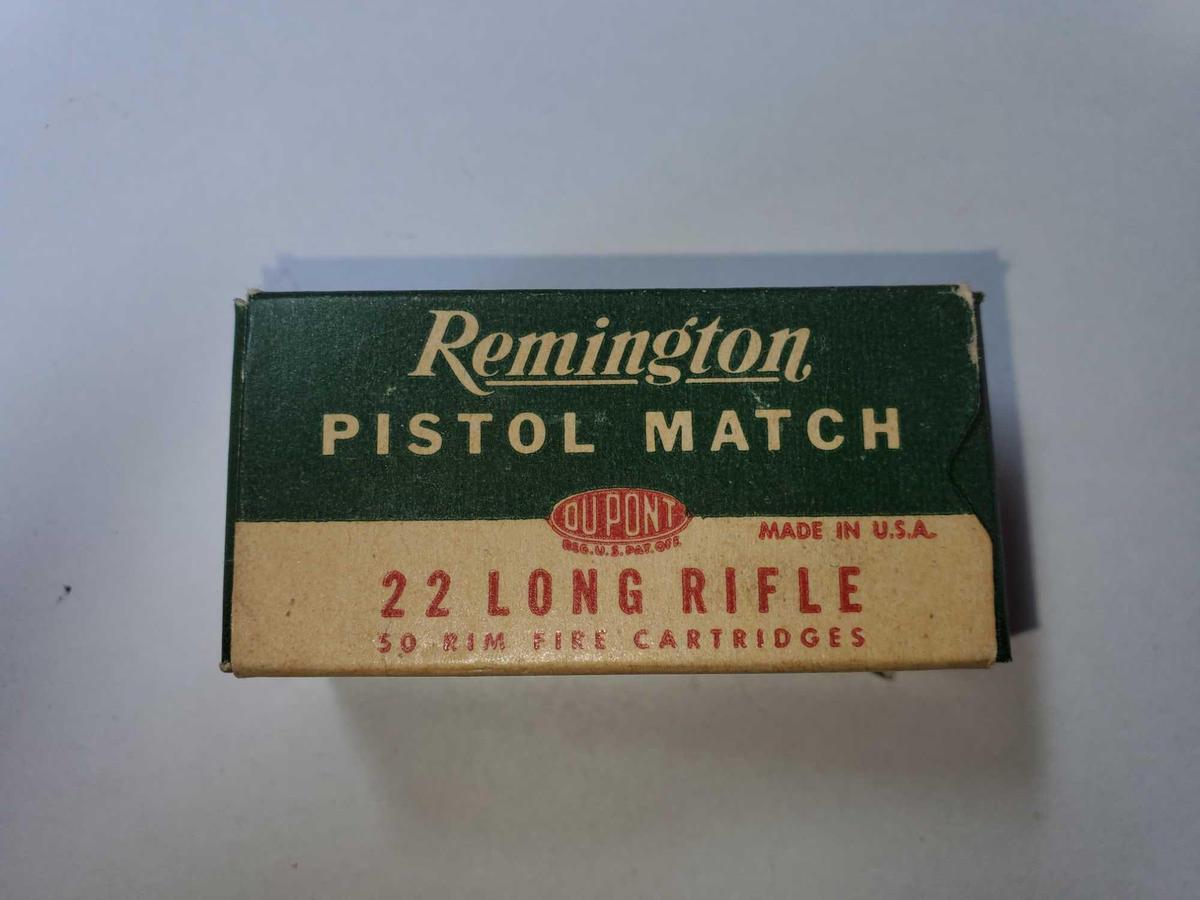 Remington
PISTOL MATCH
DU PONT
REG. U.S. PAT. OFF.
MADE IN U.S.A.
22 LONG RIFLE
50 RIM FIRE CARTRIDGES